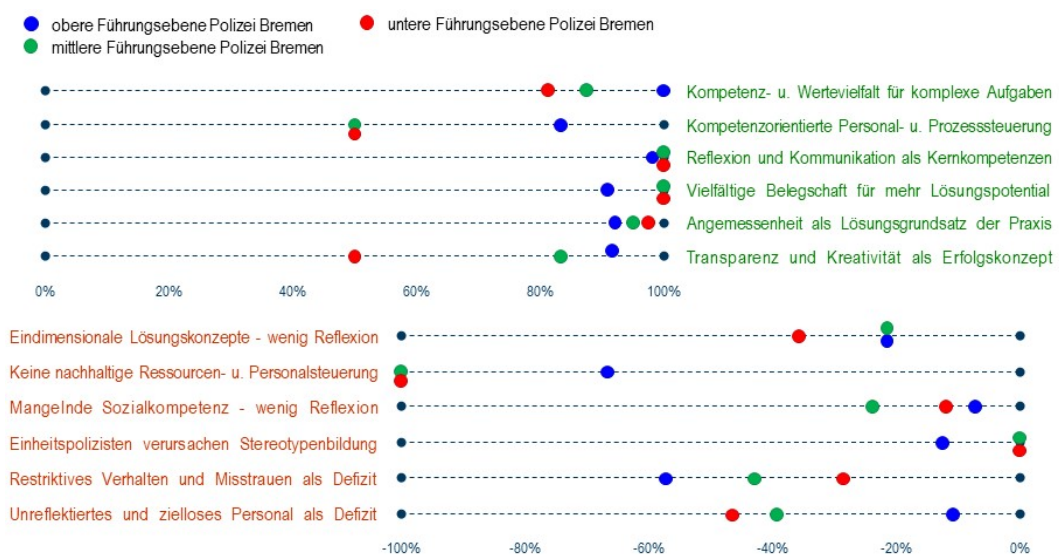 obere Führungsebene Polizei Bremen
untere Führungsebene Polizei Bremen
mittlere Führungsebene Polizei Bremen
Kompetenz- u. Wertevielfalt für komplexe Aufgaben
Kompetenzorientierte Personal- u. Prozesssteuerung
Reflexion und Kommunikation als Kernkompetenzen
Vielfältige Belegschaft für mehr Lösungspotential
Angemessenheit als Lösungsgrundsatz der Praxis
Transparenz und Kreativität als Erfolgskonzept
0% 20% 40% 60% 80% 100%
Eindimensionale Lösungskonzepte - wenig Reflexion
Keine nachhaltige Ressourcen- u. Personalsteuerung
Mangelnde Sozialkompetenz - wenig Reflexion
Einheitspolizisten verursachen Stereotypenbildung
Restriktives Verhalten und Misstrauen als Defizit
Unreflektiertes und zielloses Personal als Defizit
-100% -80% -60% -40% -20% 0%